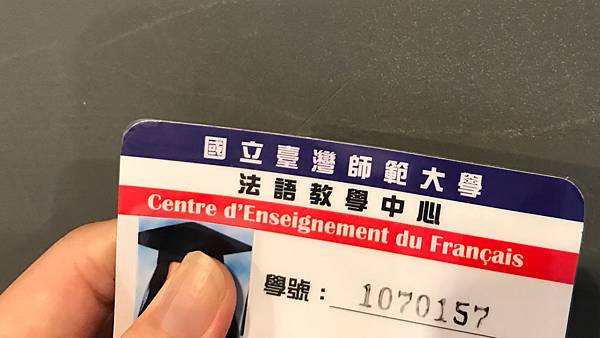 國立臺灣師範大學
法語教學中心
Centre d'Enseignement du Français
學號：1070157